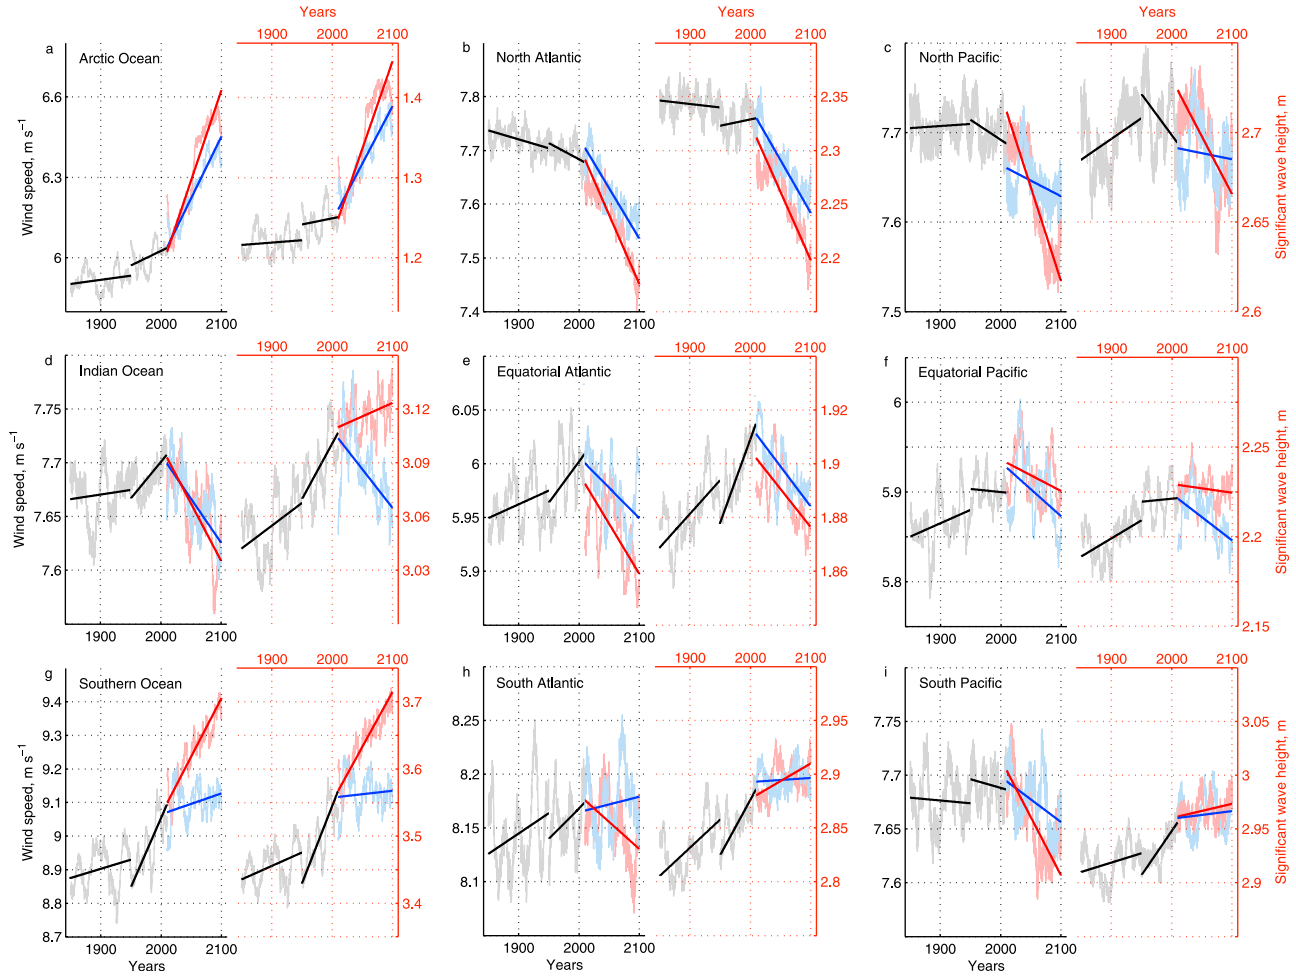 Years
Years
1900 2000 2100
1900 2000 2100
1900 2000 2100
a Arctic Ocean
b North Atlantic
c North Pacific
Wind speed, m s⁻¹
6.6
6.3
6
1.4
1.3
1.2
7.8
7.7
7.6
7.5
7.4
2.35
2.3
2.25
2.2
7.7
7.6
7.5
2.7
2.65
2.6
Significant wave height, m
1900 2000 2100
1900 2000 2100
1900 2000 2100
1900 2000 2100
1900 2000 2100
1900 2000 2100
d Indian Ocean
e Equatorial Atlantic
f Equatorial Pacific
Wind speed, m s⁻¹
7.75
7.7
7.65
7.6
3.12
3.09
3.06
3.03
6.05
6
5.95
5.9
1.92
1.9
1.88
1.86
6
5.9
5.8
2.25
2.2
2.15
Significant wave height, m
1900 2000 2100
1900 2000 2100
1900 2000 2100
1900 2000 2100
1900 2000 2100
1900 2000 2100
g Southern Ocean
h South Atlantic
i South Pacific
Wind speed, m s⁻¹
9.4
9.3
9.2
9.1
9
8.9
8.8
8.7
3.7
3.6
3.5
3.4
8.25
8.2
8.15
8.1
2.95
2.9
2.85
2.8
7.75
7.7
7.65
7.6
3.05
3
2.95
2.9
Significant wave height, m
1900 2000 2100
1900 2000 2100
1900 2000 2100
Years
Years